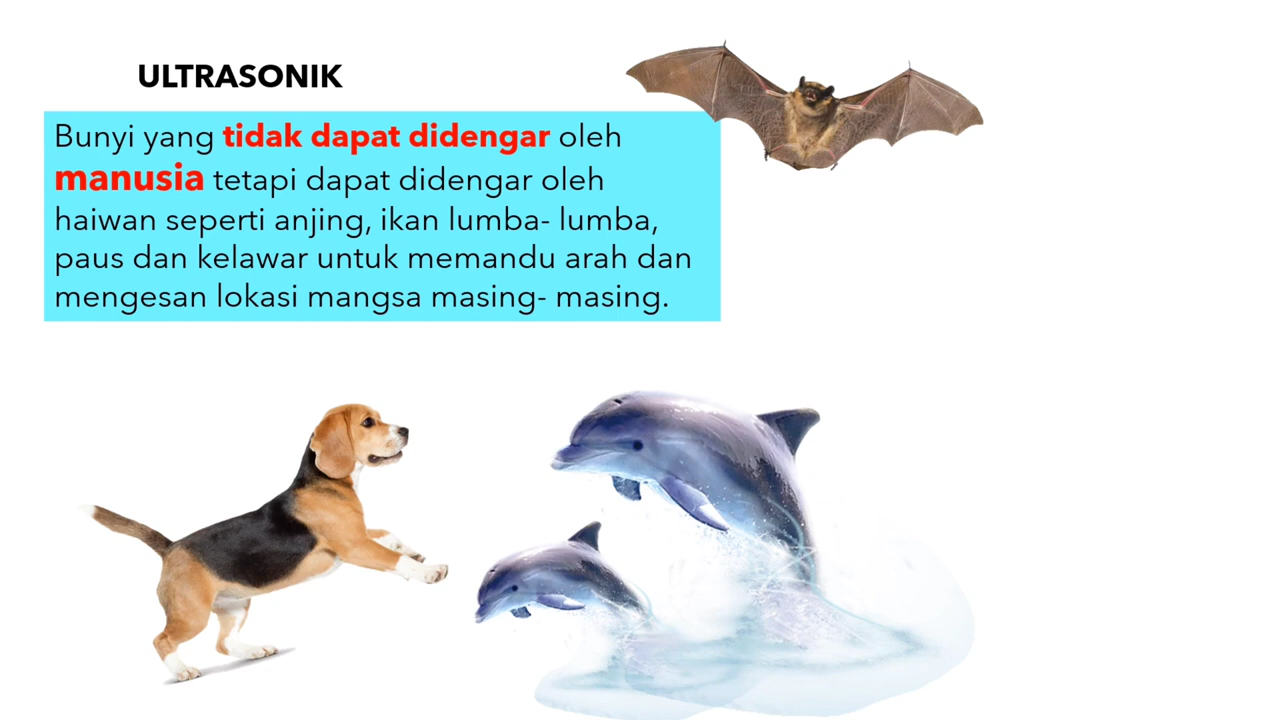 ULTRASONIK
Bunyi yang tidak dapat didengar oleh
manusia tetapi dapat didengar oleh
haiwan seperti anjing, ikan lumba- lumba,
paus dan kelawar untuk memandu arah dan
mengesan lokasi mangsa masing- masing.